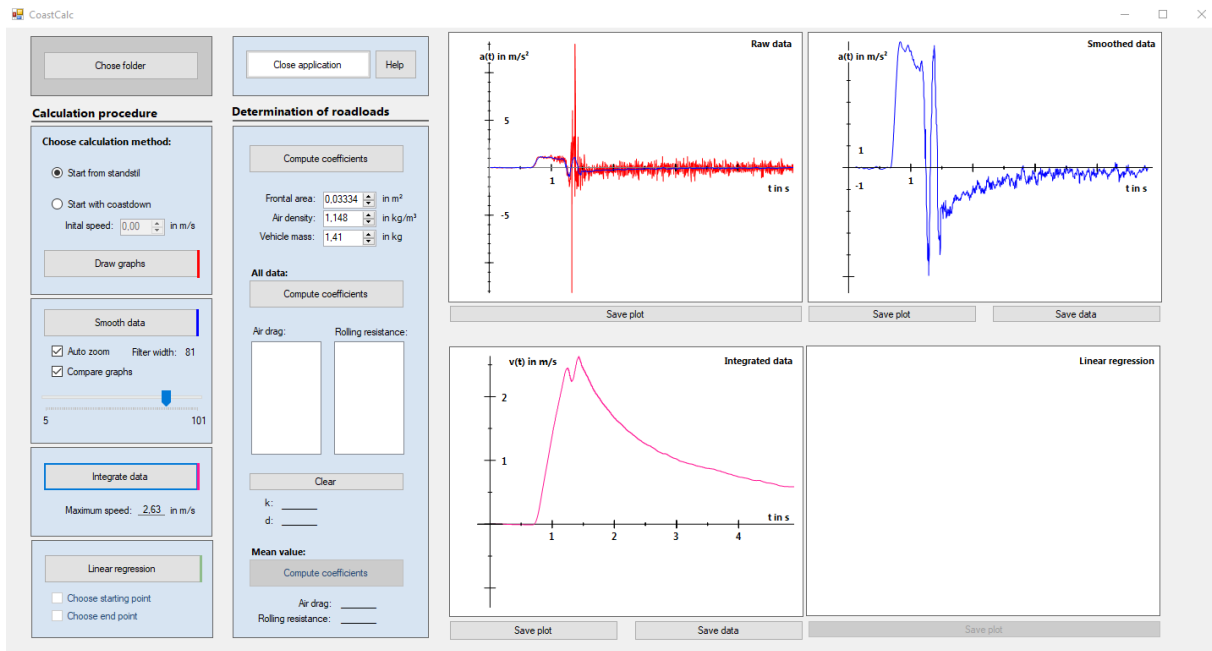 CoastCalc
Chose folder
Calculation procedure
Choose calculation method:
Start from standstil
Start with coastdown
Inital speed: 0,00 in m/s
Draw graphs
Smooth data
Auto zoom Filter width: 81
Compare graphs
5 101
Integrate data
Maximum speed: 2,63 in m/s
Linear regression
Choose starting point
Choose end point
Close application Help
Determination of roadloads
Compute coefficients
Frontal area: 0,03334 in m²
Air density: 1,148 in kg/m³
Vehicle mass: 1,41 in kg
All data:
Compute coefficients
Air drag: Rolling resistance:
Clear
k:
d:
Mean value:
Compute coefficients
Air drag:
Rolling resistance:
Raw data
a(t) in m/s²
5
1
t in s
-5
Save plot
Smoothed data
a(t) in m/s²
1
-1 1
t in s
Save plot Save data
v(t) in m/s Integrated data
2
1
t in s
1 2 3 4
Save plot Save data
Linear regression
Save plot